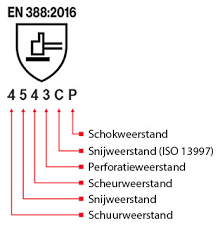 EN 388:2016
4 5 4 3 C P
Schokweerstand
Snijweerstand (ISO 13997)
Perforatieweerstand
Scheurweerstand
Snijweerstand
Schuurweerstand